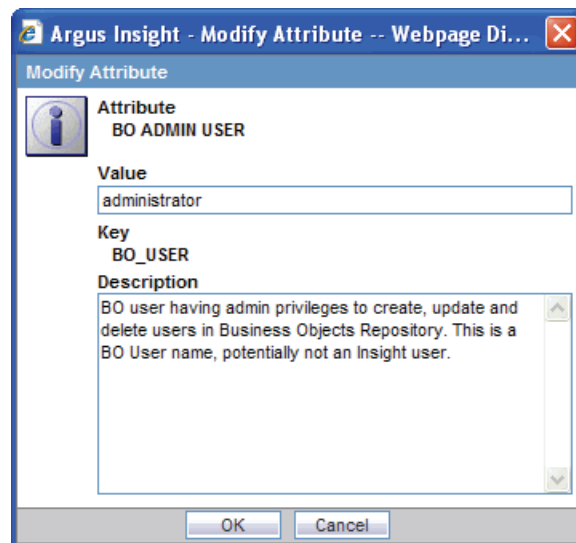 Argus Insight - Modify Attribute -- Webpage Di...
Modify Attribute
Attribute
BO ADMIN USER
Value
administrator
Key
BO_USER
Description
BO user having admin privileges to create, update and
delete users in Business Objects Repository. This is a
BO User name, potentially not an Insight user.
OK Cancel